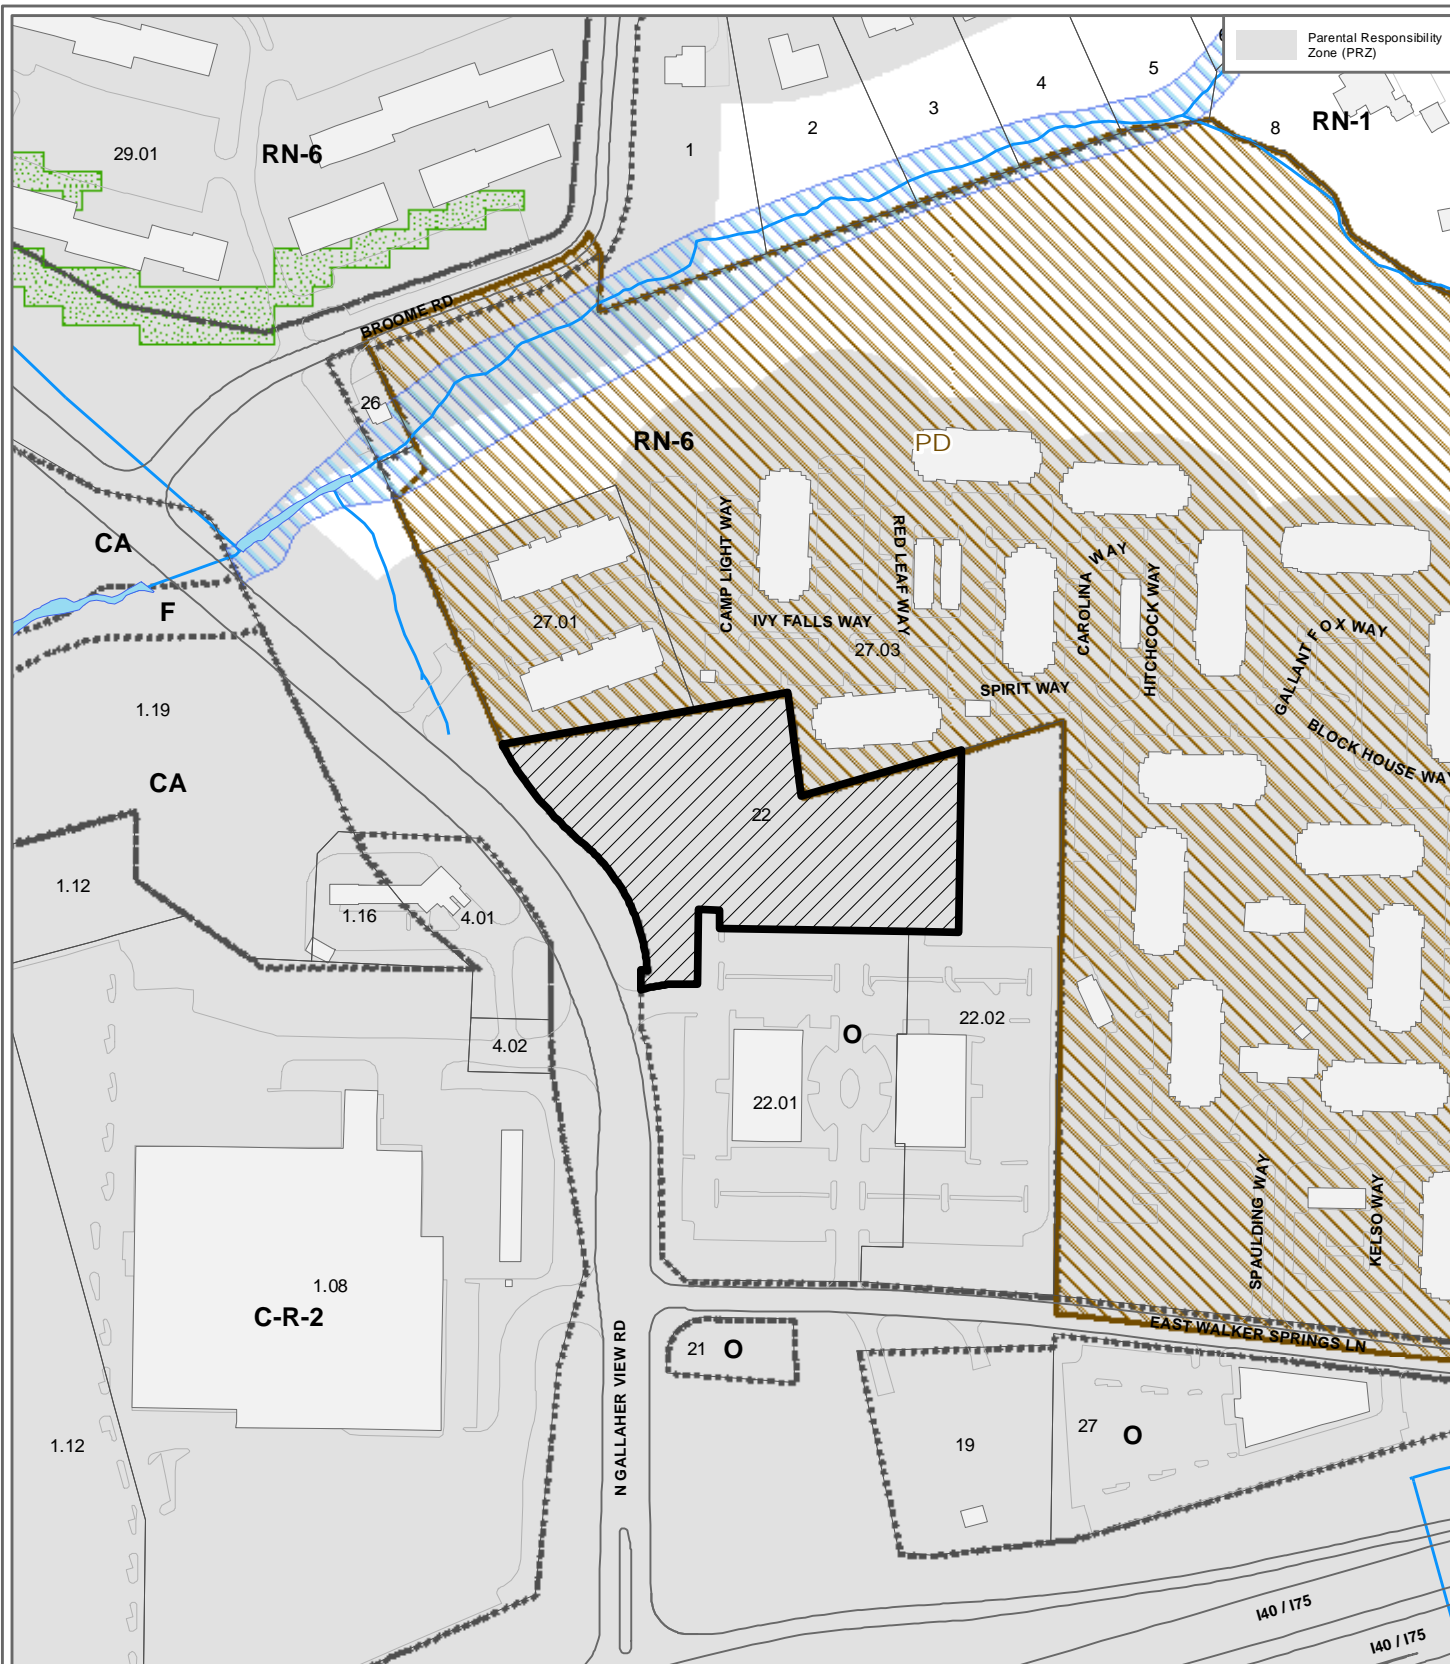 Parental Responsibility
Zone (PRZ)
5
4
3
2
1
8
RN-1
29.01
RN-6
BROOME RD
26
RN-6
PD
CA
F
CAMP LIGHT WAY
RED LEAF WAY
CAROLINA WAY
HITCHCOCK WAY
IVY FALLS WAY
27.01
27.03
GALLANT FOX WAY
SPIRIT WAY
BLOCK HOUSE WAY
1.19
CA
22
1.12
1.16
4.01
4.02
22.02
O
22.01
1.08
C-R-2
SPAULDING WAY
KELSO WAY
EAST WALKER SPRINGS LN
21
O
N GALLAHER VIEW RD
1.12
19
27
O
I40 / I75
I40 / I75